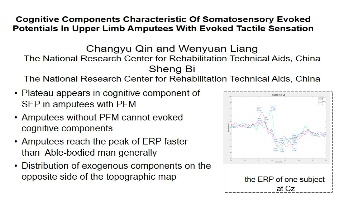 Cognitive Components Characteristic Of Somatosensory Evoked
Potentials In Upper Limb Amputees With Evoked Tactile Sensation
Changyu Qin and Wenyuan Liang
The National Research Center for Rehabilitation Technical Aids, China
Sheng Bi
The National Research Center for Rehabilitation Technical Aids, China
• Plateau appears in cognitive component of
SEP in amputees with PFM
• Amputees without PFM cannot evoked
cognitive components
• Amputees reach the peak of ERP faster
than Able-bodied man generally
• Distribution of exogenous components on the
opposite side of the topographic map
the ERP of one subject
at Cz